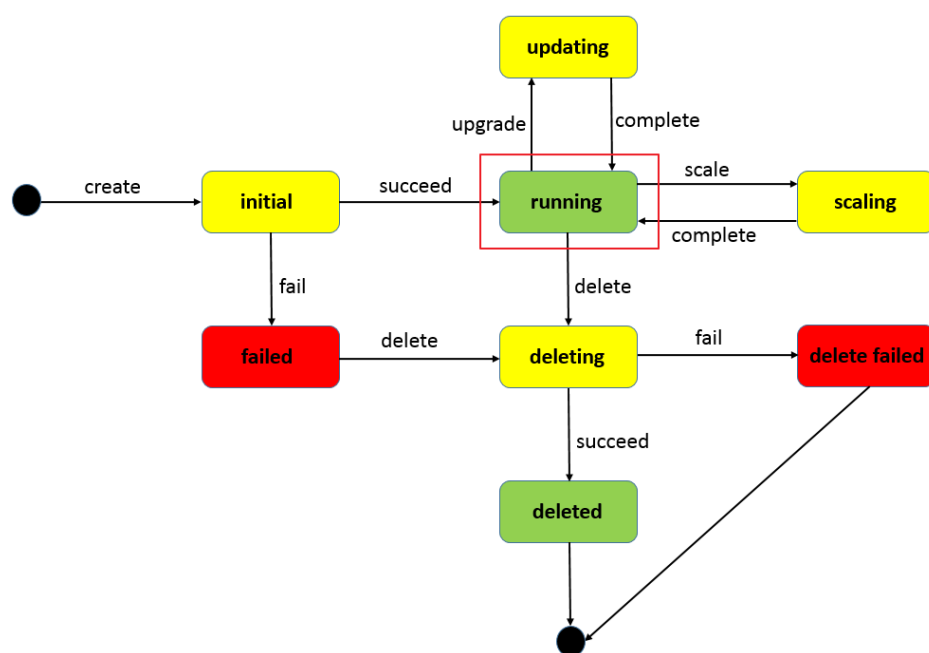 updating
upgrade
complete
create
succeed
scale
initial
running
scaling
complete
fail
delete
failed
delete
deleting
fail
delete failed
succeed
deleted